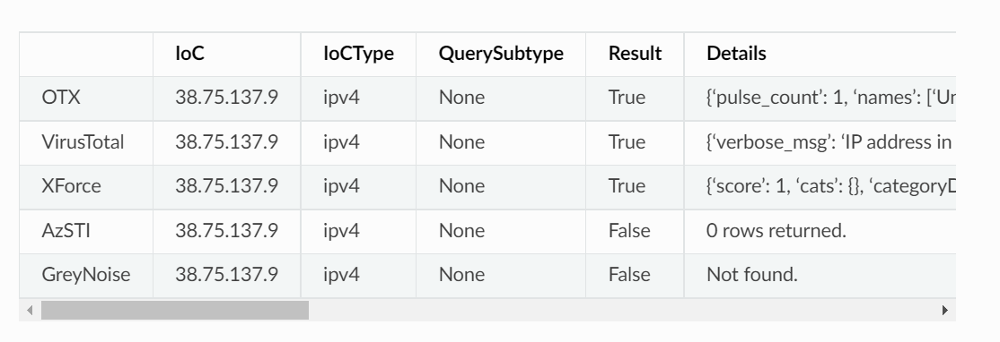 IoC IoCType QuerySubtype Result Details
OTX 38.75.137.9 ipv4 None True {‘pulse_count’: 1, ‘names’: [‘Ur
VirusTotal 38.75.137.9 ipv4 None True {‘verbose_msg’: ‘IP address in
XForce 38.75.137.9 ipv4 None True {‘score’: 1, ‘cats’: {}, ‘categoryD
AzSTI 38.75.137.9 ipv4 None False 0 rows returned.
GreyNoise 38.75.137.9 ipv4 None False Not found.